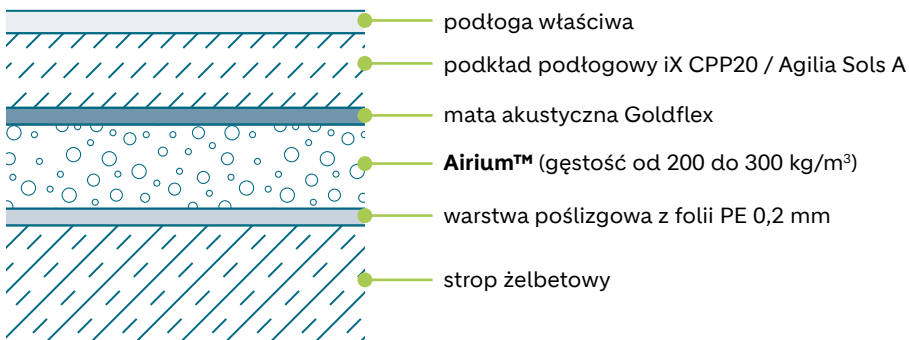 podłoga właściwa
podkład podłogowy iX CPP20 / Agilia Sols A
mata akustyczna Goldflex
Airium™ (gęstość od 200 do 300 kg/m³)
warstwa poślizgowa z folii PE 0,2 mm
strop żelbetowy